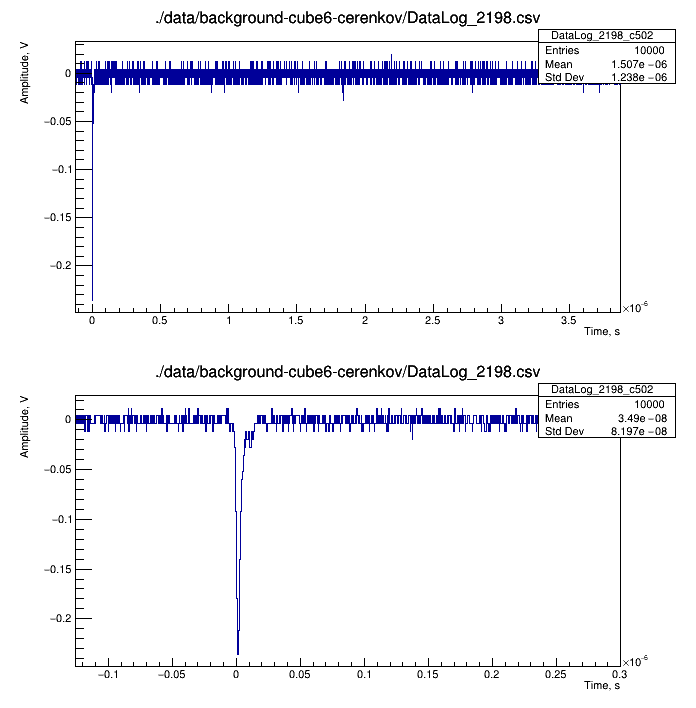 ./data/background-cube6-cerenkov/DataLog_2198.csv
DataLog_2198_c502
Entries 10000
Mean 1.507e −06
Std Dev 1.238e −06
Amplitude, V
0
−0.05
−0.1
−0.15
−0.2
0 0.5 1 1.5 2 2.5 3 3.5
×10⁻⁶
Time, s
./data/background-cube6-cerenkov/DataLog_2198.csv
DataLog_2198_c502
Entries 10000
Mean 3.49e −08
Std Dev 8.197e −08
Amplitude, V
0
−0.05
−0.1
−0.15
−0.2
−0.1 −0.05 0 0.05 0.1 0.15 0.2 0.25 0.3
×10⁻⁶
Time, s